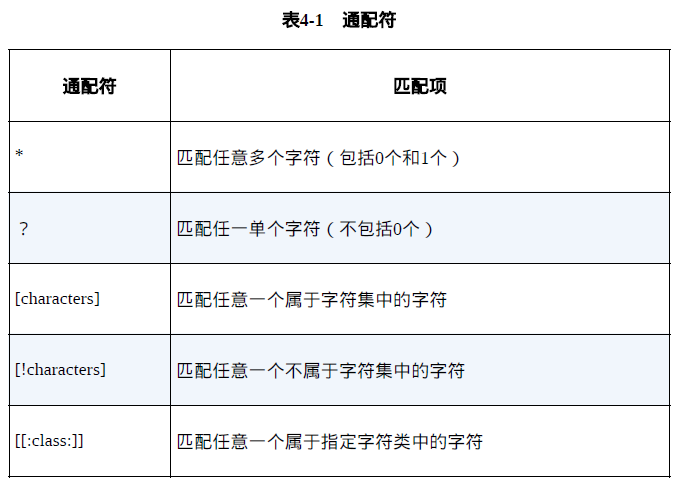 表4-1 通配符
通配符 匹配项
* 匹配任意多个字符（包括0个和1个）
？ 匹配任一单个字符（不包括0个）
[characters] 匹配任意一个属于字符集中的字符
[!characters] 匹配任意一个不属于字符集中的字符
[[:class:]] 匹配任意一个属于指定字符类中的字符